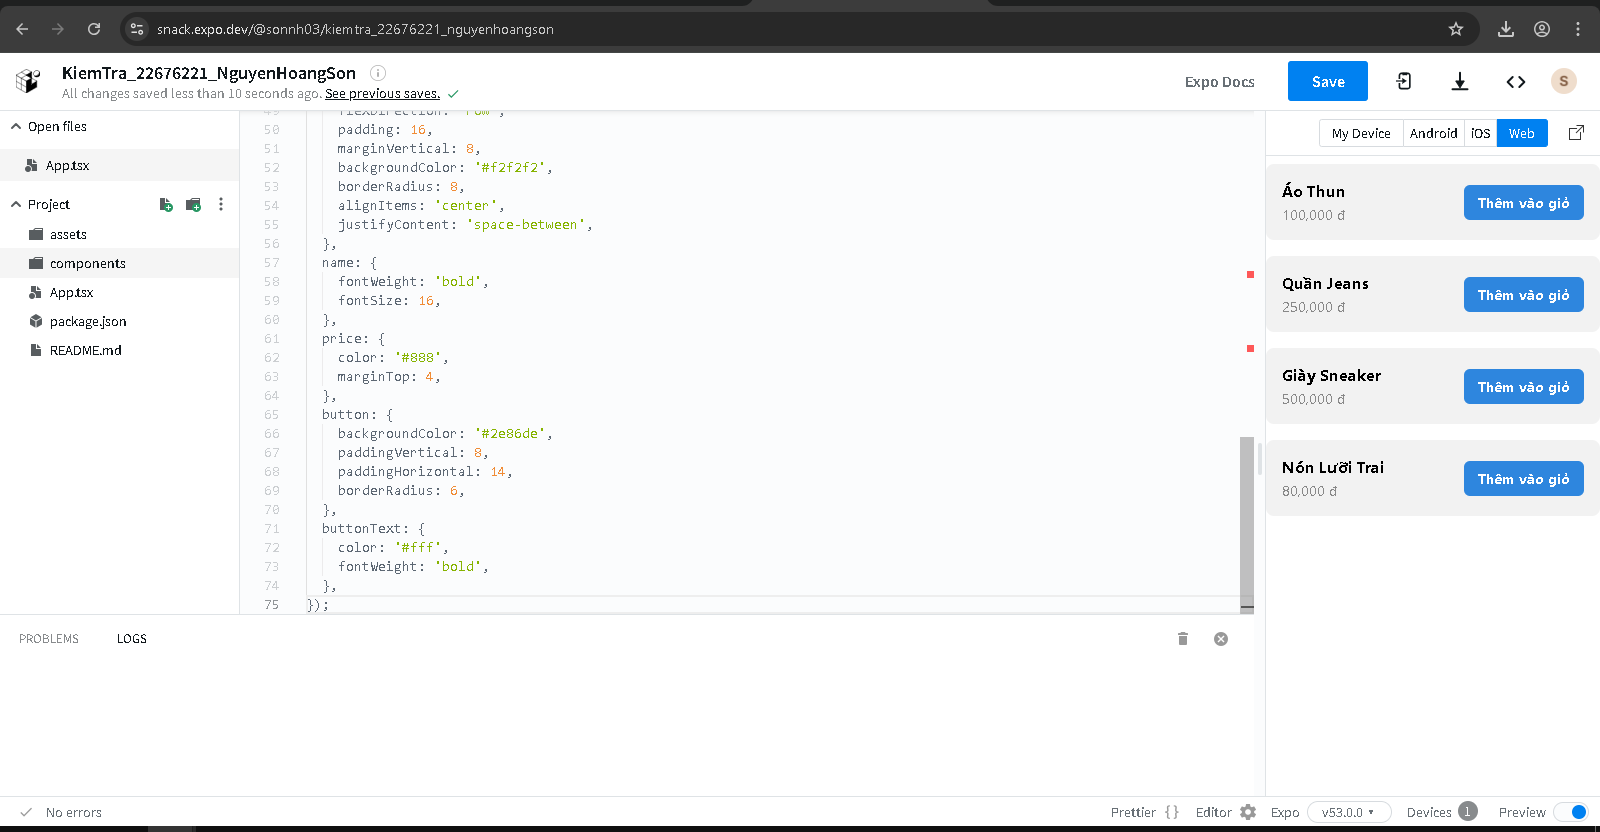 snack.expo.dev/@sonnh03/kiemtra_22676221_nguyenhoangson
KiemTra_22676221_NguyenHoangSon
All changes saved less than 10 seconds ago. See previous saves.
Expo Docs
Save
S
Open files
App.tsx
Project
assets
components
App.tsx
package.json
README.md
49 flexDirection: 'row',
50 padding: 16,
51 marginVertical: 8,
52 backgroundColor: '#f2f2f2',
53 borderRadius: 8,
54 alignItems: 'center',
55 justifyContent: 'space-between',
56 },
57 name: {
58 fontWeight: 'bold',
59 fontSize: 16,
60 },
61 price: {
62 color: '#888',
63 marginTop: 4,
64 },
65 button: {
66 backgroundColor: '#2e86de',
67 paddingVertical: 8,
68 paddingHorizontal: 14,
69 borderRadius: 6,
70 },
71 buttonText: {
72 color: '#fff',
73 fontWeight: 'bold',
74 },
75 });
My Device Android iOS Web
Áo Thun
100,000 đ
Thêm vào giỏ
Quần Jeans
250,000 đ
Thêm vào giỏ
Giày Sneaker
500,000 đ
Thêm vào giỏ
Nón Lưỡi Trai
80,000 đ
Thêm vào giỏ
PROBLEMS LOGS
No errors
Prettier { } Editor Expo v53.0.0 Devices 1 Preview